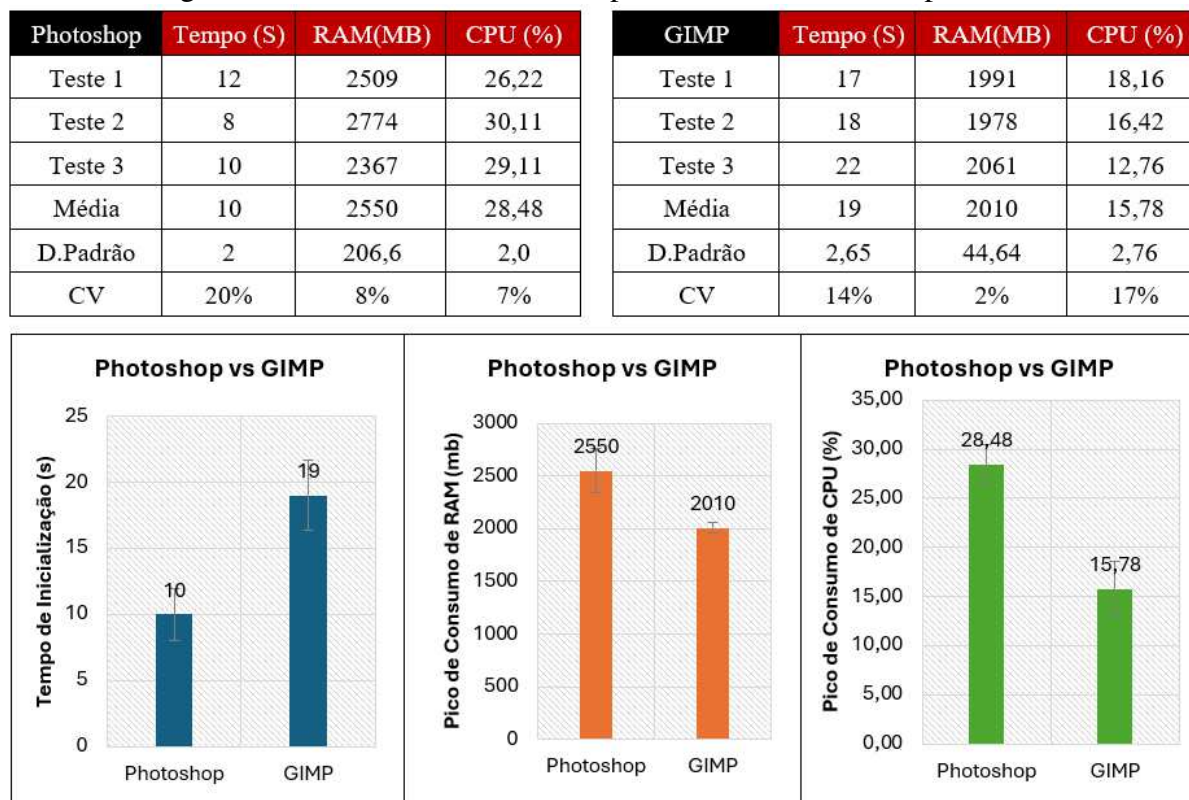 Photoshop Tempo (S) RAM(MB) CPU (%)
Teste 1 12 2509 26,22
Teste 2 8 2774 30,11
Teste 3 10 2367 29,11
Média 10 2550 28,48
D.Padrão 2 206,6 2,0
CV 20% 8% 7%
GIMP Tempo (S) RAM(MB) CPU (%)
Teste 1 17 1991 18,16
Teste 2 18 1978 16,42
Teste 3 22 2061 12,76
Média 19 2010 15,78
D.Padrão 2,65 44,64 2,76
CV 14% 2% 17%
Photoshop vs GIMP
Tempo de Inicialização (s)
25
20
15
10
5
0
10
19
Photoshop GIMP
Photoshop vs GIMP
Pico de Consumo de RAM (mb)
3000
2500
2000
1500
1000
500
0
2550
2010
Photoshop GIMP
Photoshop vs GIMP
Pico de Consumo de CPU (%)
35,00
30,00
25,00
20,00
15,00
10,00
5,00
0,00
28,48
15,78
Photoshop GIMP